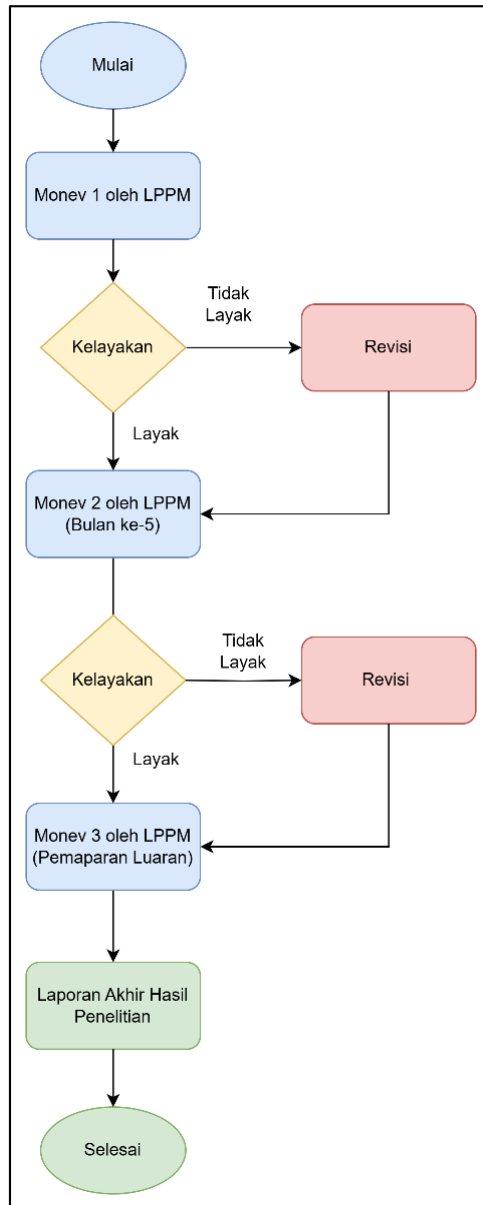 Mulai
Monev 1 oleh LPPM
Kelayakan
Tidak
Layak
Revisi
Layak
Monev 2 oleh LPPM
(Bulan ke-5)
Kelayakan
Tidak
Layak
Revisi
Layak
Monev 3 oleh LPPM
(Pemaparan Luaran)
Laporan Akhir Hasil
Penelitian
Selesai